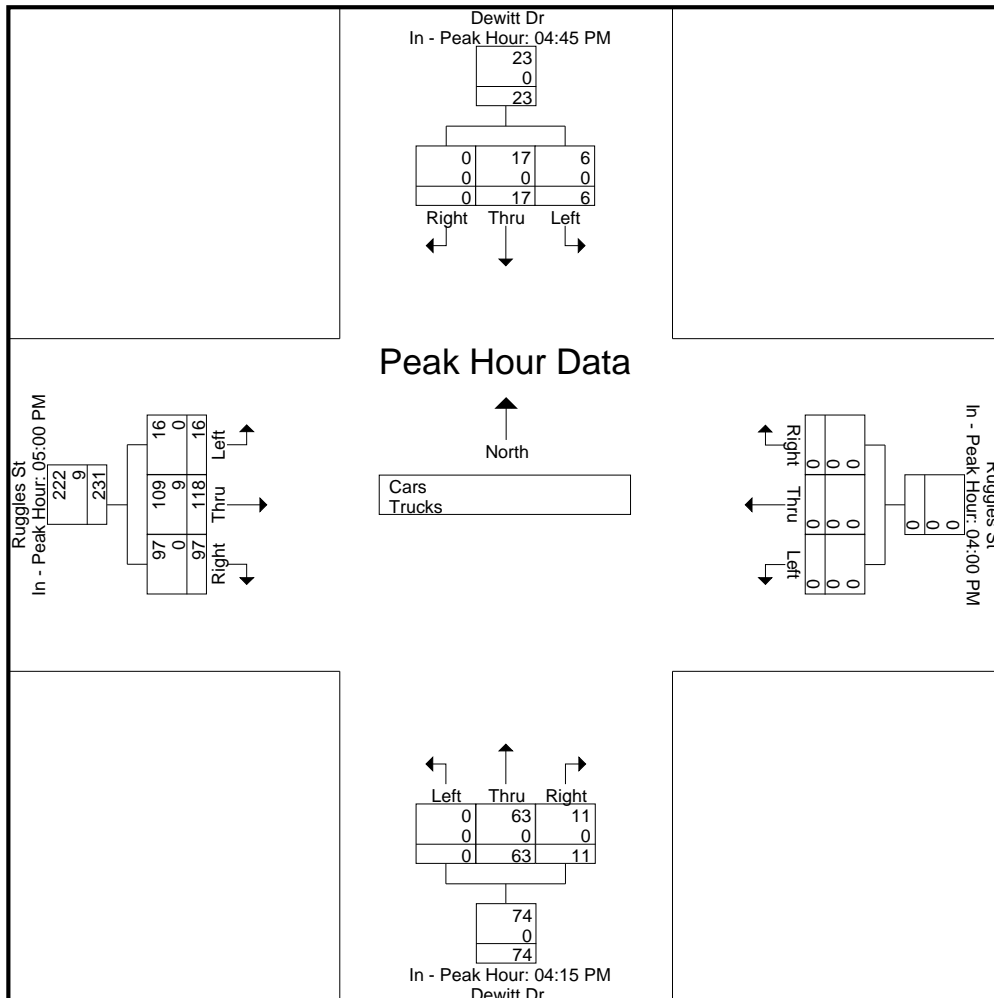 Dewitt Dr
In - Peak Hour: 04:45 PM
23
0
23
0 17 6
0 0 0
0 17 6
Right Thru Left
Peak Hour Data
North
Cars
Trucks
Ruggles St
In - Peak Hour: 05:00 PM
222
9
231
16 0 16
109 9 118
97 0 97
Left
Thru
Right
Right
Thru
Left
0 0 0
0 0 0
0 0 0
0 0 0
In - Peak Hour: 04:00 PM
Ruggles St
Left Thru Right
0 63 11
0 0 0
0 63 11
74
0
74
In - Peak Hour: 04:15 PM
Dewitt Dr